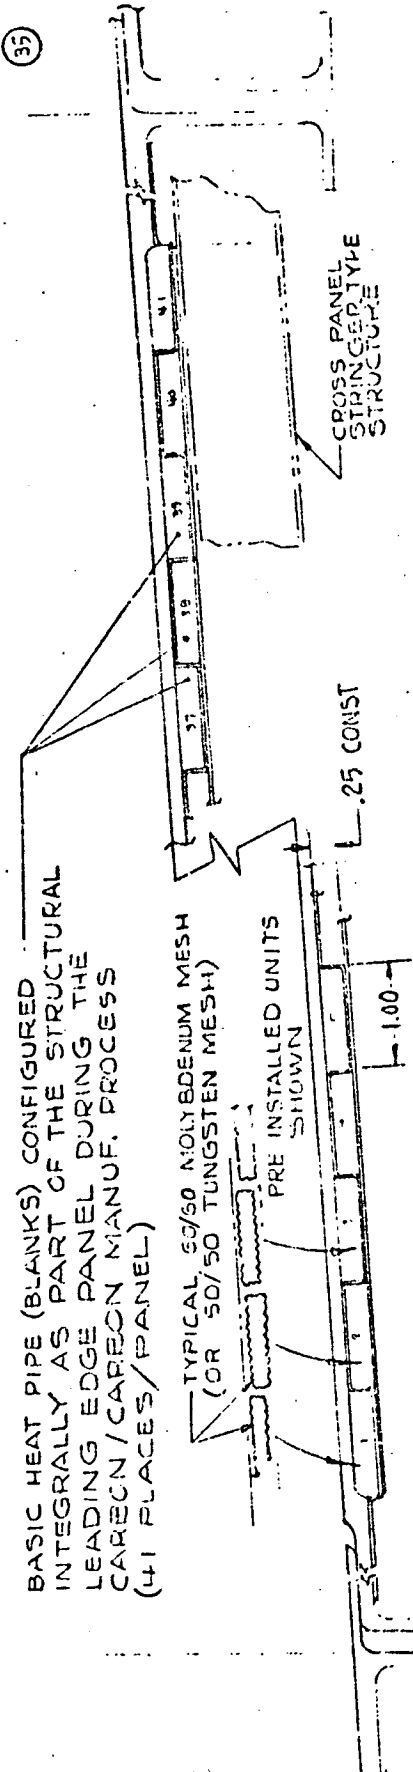 35
BASIC HEAT PIPE (BLANKS) CONFIGURED
INTEGRALLY AS PART OF THE STRUCTURAL
LEADING EDGE PANEL DURING THE
CARBON/CARBON MANUF. PROCESS
(41 PLACES/PANEL)
TYPICAL 50/50 MOLYBDENUM MESH
(OR 50/50 TUNGSTEN MESH)
PRE INSTALLED UNITS
SHOWN
37
38
39
40
41
CROSS PANEL
STRINGER TYPE
STRUCTURE
.25 CONST
1.00